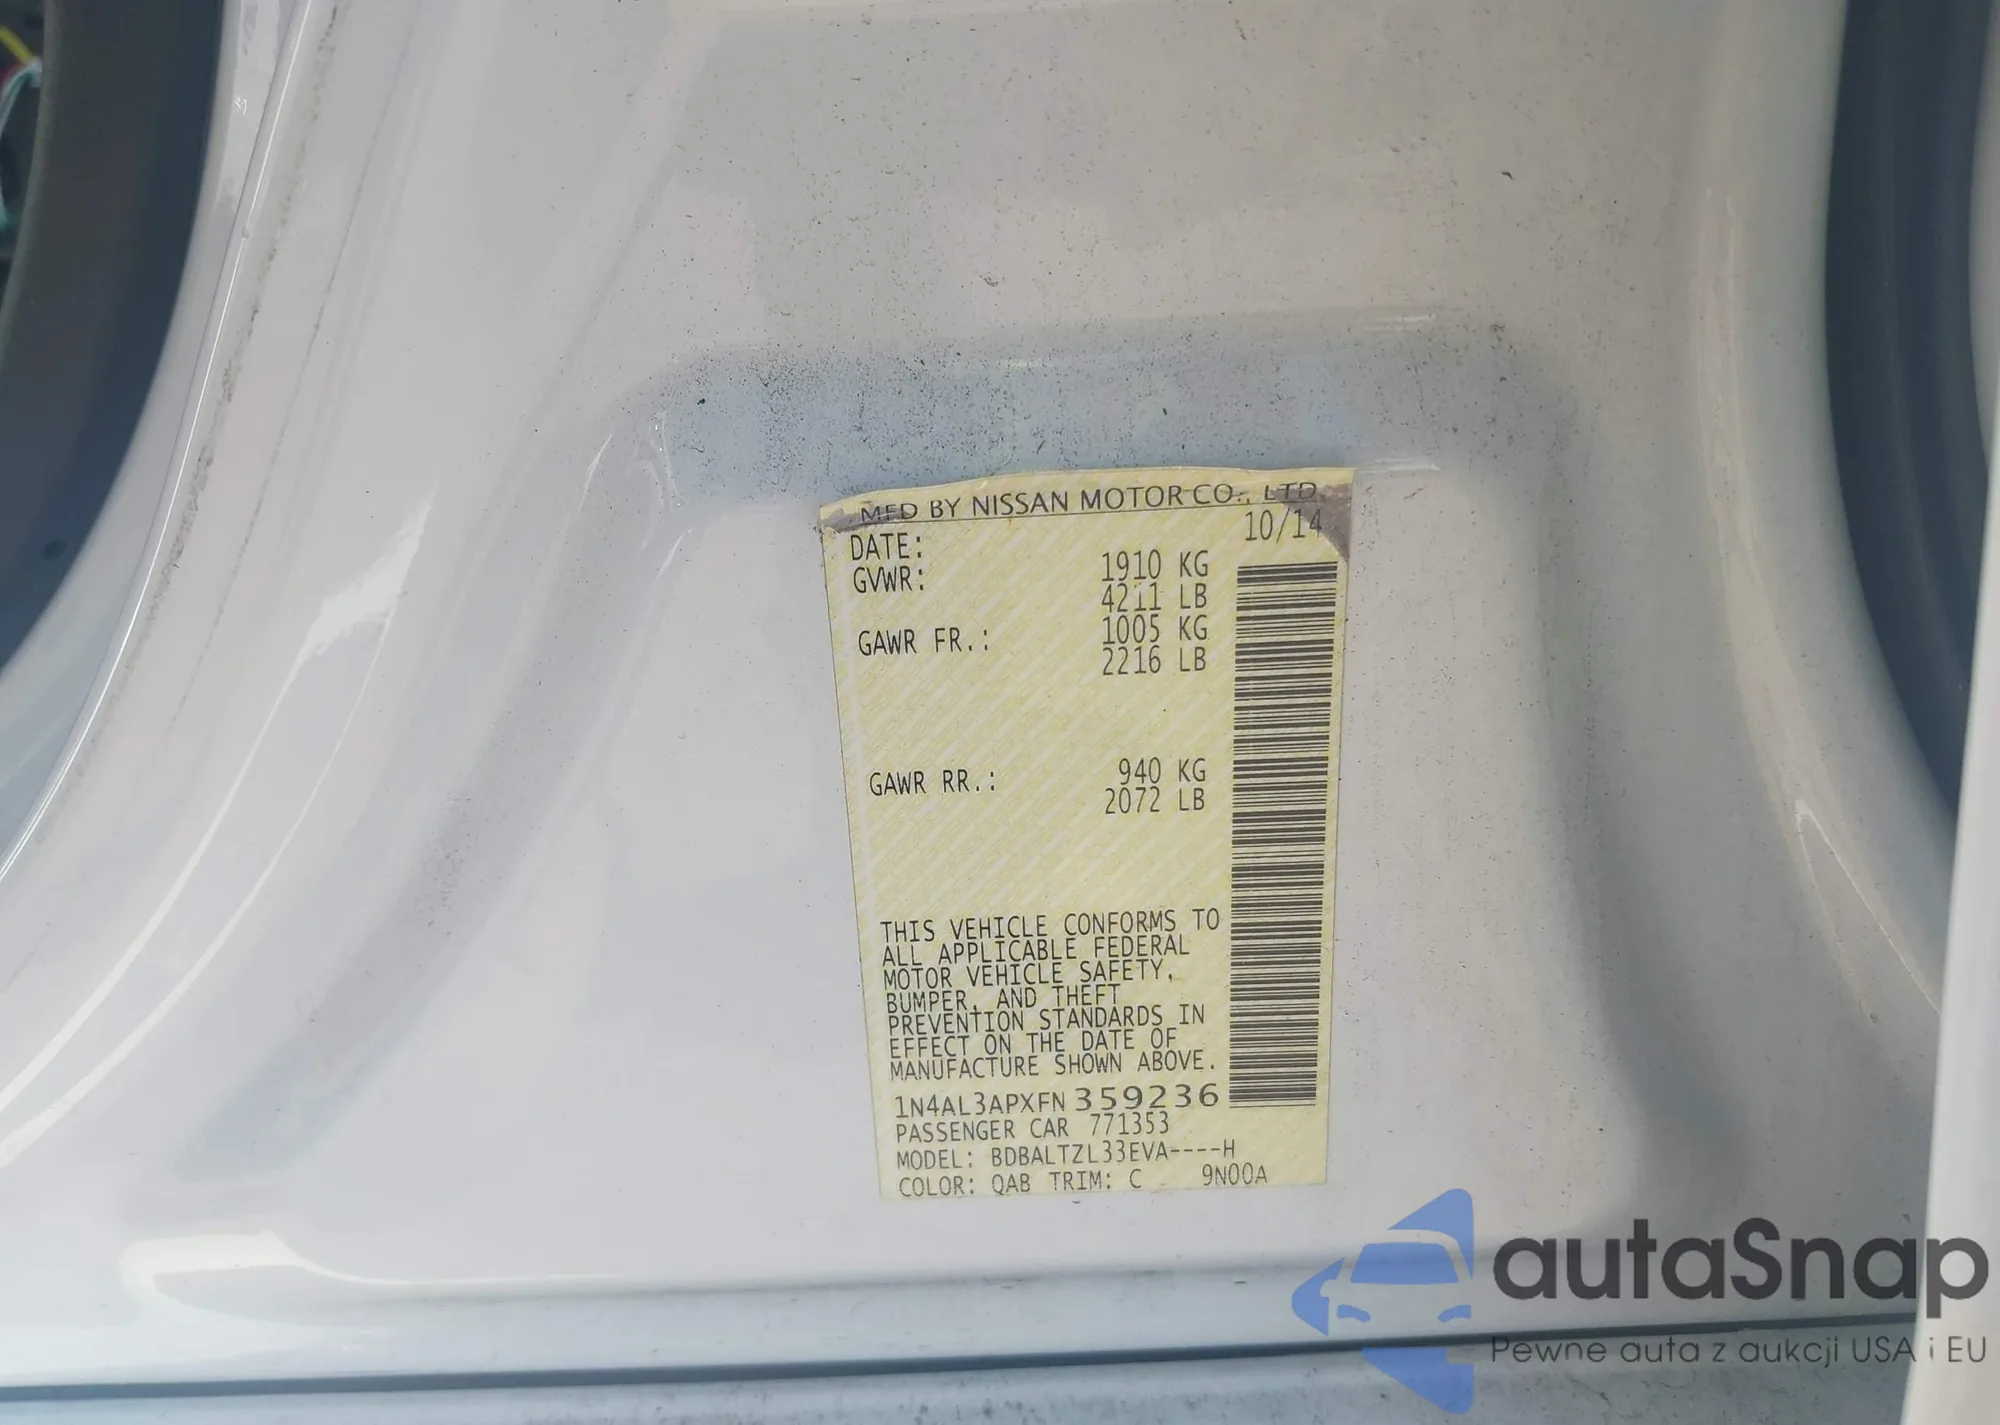 MFD BY NISSAN MOTOR CO., LTD.
DATE: 10/14
GVWR: 1910 KG
4211 LB
GAWR FR.: 1005 KG
2216 LB
GAWR RR.: 940 KG
2072 LB
THIS VEHICLE CONFORMS TO
ALL APPLICABLE FEDERAL
MOTOR VEHICLE SAFETY,
BUMPER, AND THEFT
PREVENTION STANDARDS IN
EFFECT ON THE DATE OF
MANUFACTURE SHOWN ABOVE.
1N4AL3APXFN359236
PASSENGER CAR 771353
MODEL: BDBALTZL33EVA----H
COLOR: QAB TRIM: C 9N00A
autaSnap
Pewne auta z aukcji USA i EU